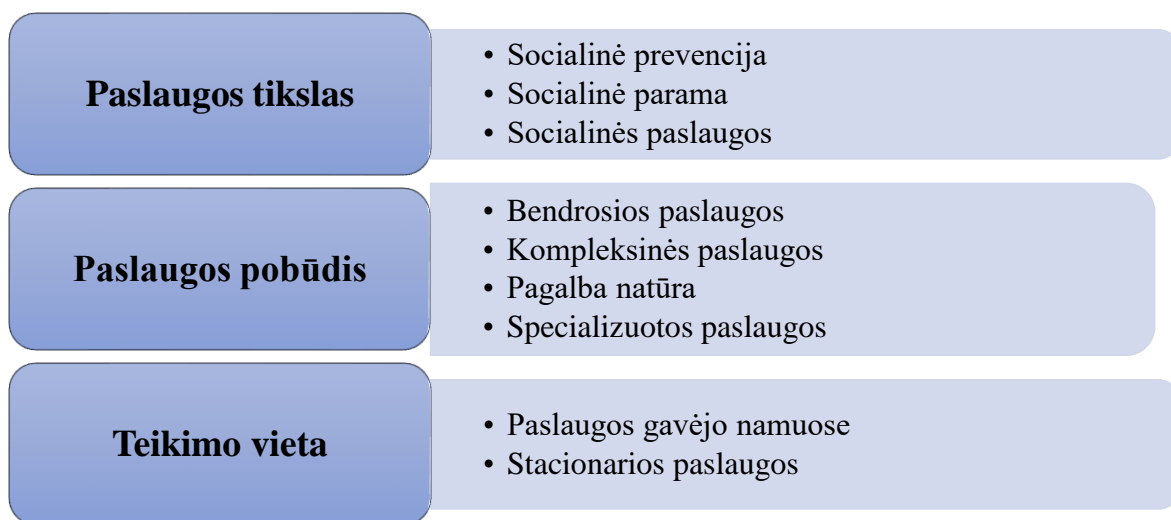 Paslaugos tikslas
• Socialinė prevencija
• Socialinė parama
• Socialinės paslaugos
Paslaugos pobūdis
• Bendrosios paslaugos
• Kompleksinės paslaugos
• Pagalba natūra
• Specializuotos paslaugos
Teikimo vieta
• Paslaugos gavėjo namuose
• Stacionarios paslaugos